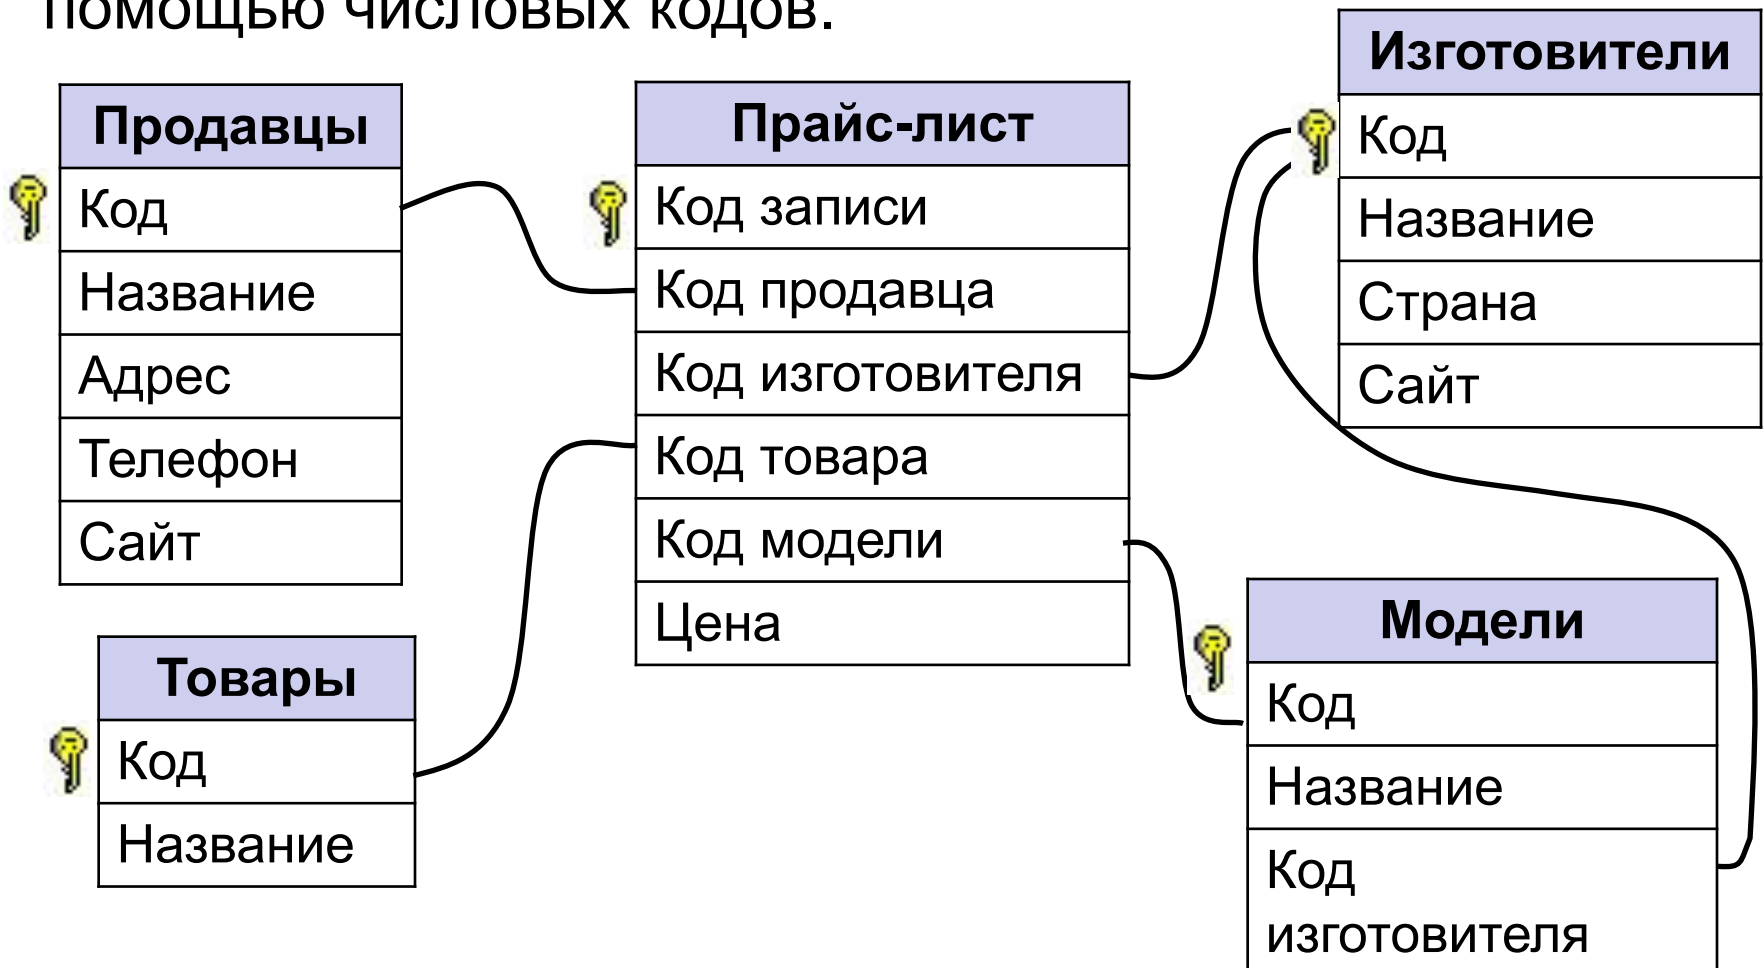 помощью числовых кодов.
Продавцы
Код
Название
Адрес
Телефон
Сайт
Товары
Код
Название
Прайс-лист
Код записи
Код продавца
Код изготовителя
Код товара
Код модели
Цена
Изготовители
Код
Название
Страна
Сайт
Модели
Код
Название
Код
изготовителя